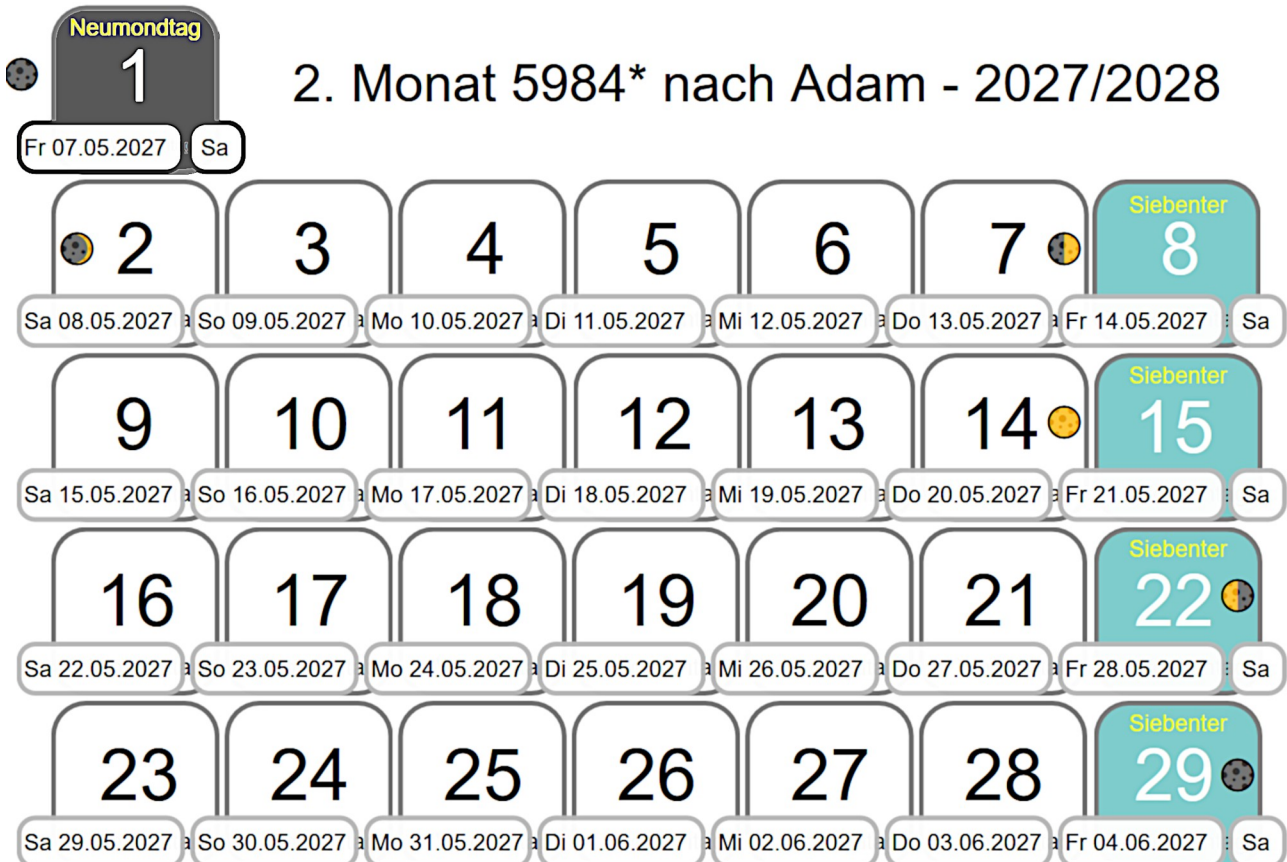 Neumondtag
1
2. Monat 5984* nach Adam - 2027/2028
Fr 07.05.2027 Sa
Siebenter
2 3 4 5 6 7 8
Sa 08.05.2027 So 09.05.2027 Mo 10.05.2027 Di 11.05.2027 Mi 12.05.2027 Do 13.05.2027 Fr 14.05.2027 Sa
Siebenter
9 10 11 12 13 14 15
Sa 15.05.2027 So 16.05.2027 Mo 17.05.2027 Di 18.05.2027 Mi 19.05.2027 Do 20.05.2027 Fr 21.05.2027 Sa
Siebenter
16 17 18 19 20 21 22
Sa 22.05.2027 So 23.05.2027 Mo 24.05.2027 Di 25.05.2027 Mi 26.05.2027 Do 27.05.2027 Fr 28.05.2027 Sa
Siebenter
23 24 25 26 27 28 29
Sa 29.05.2027 So 30.05.2027 Mo 31.05.2027 Di 01.06.2027 Mi 02.06.2027 Do 03.06.2027 Fr 04.06.2027 Sa